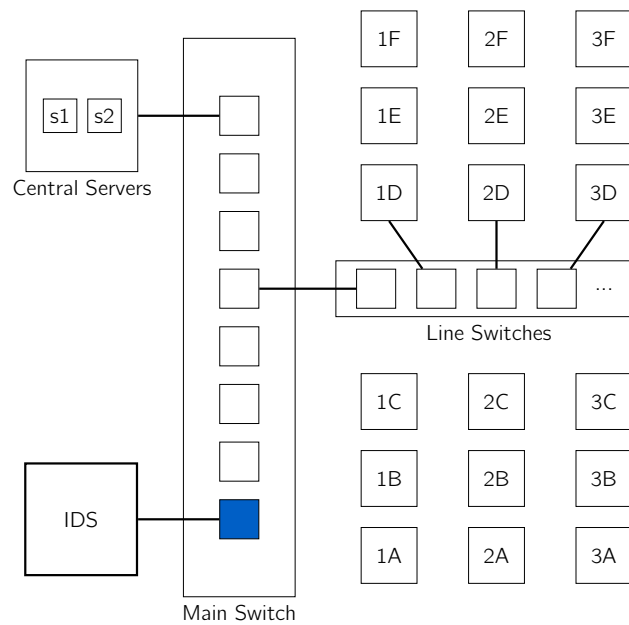 1F 2F 3F
s1 s2
Central Servers
1E 2E 3E
1D 2D 3D
...
Line Switches
1C 2C 3C
1B 2B 3B
IDS
1A 2A 3A
Main Switch